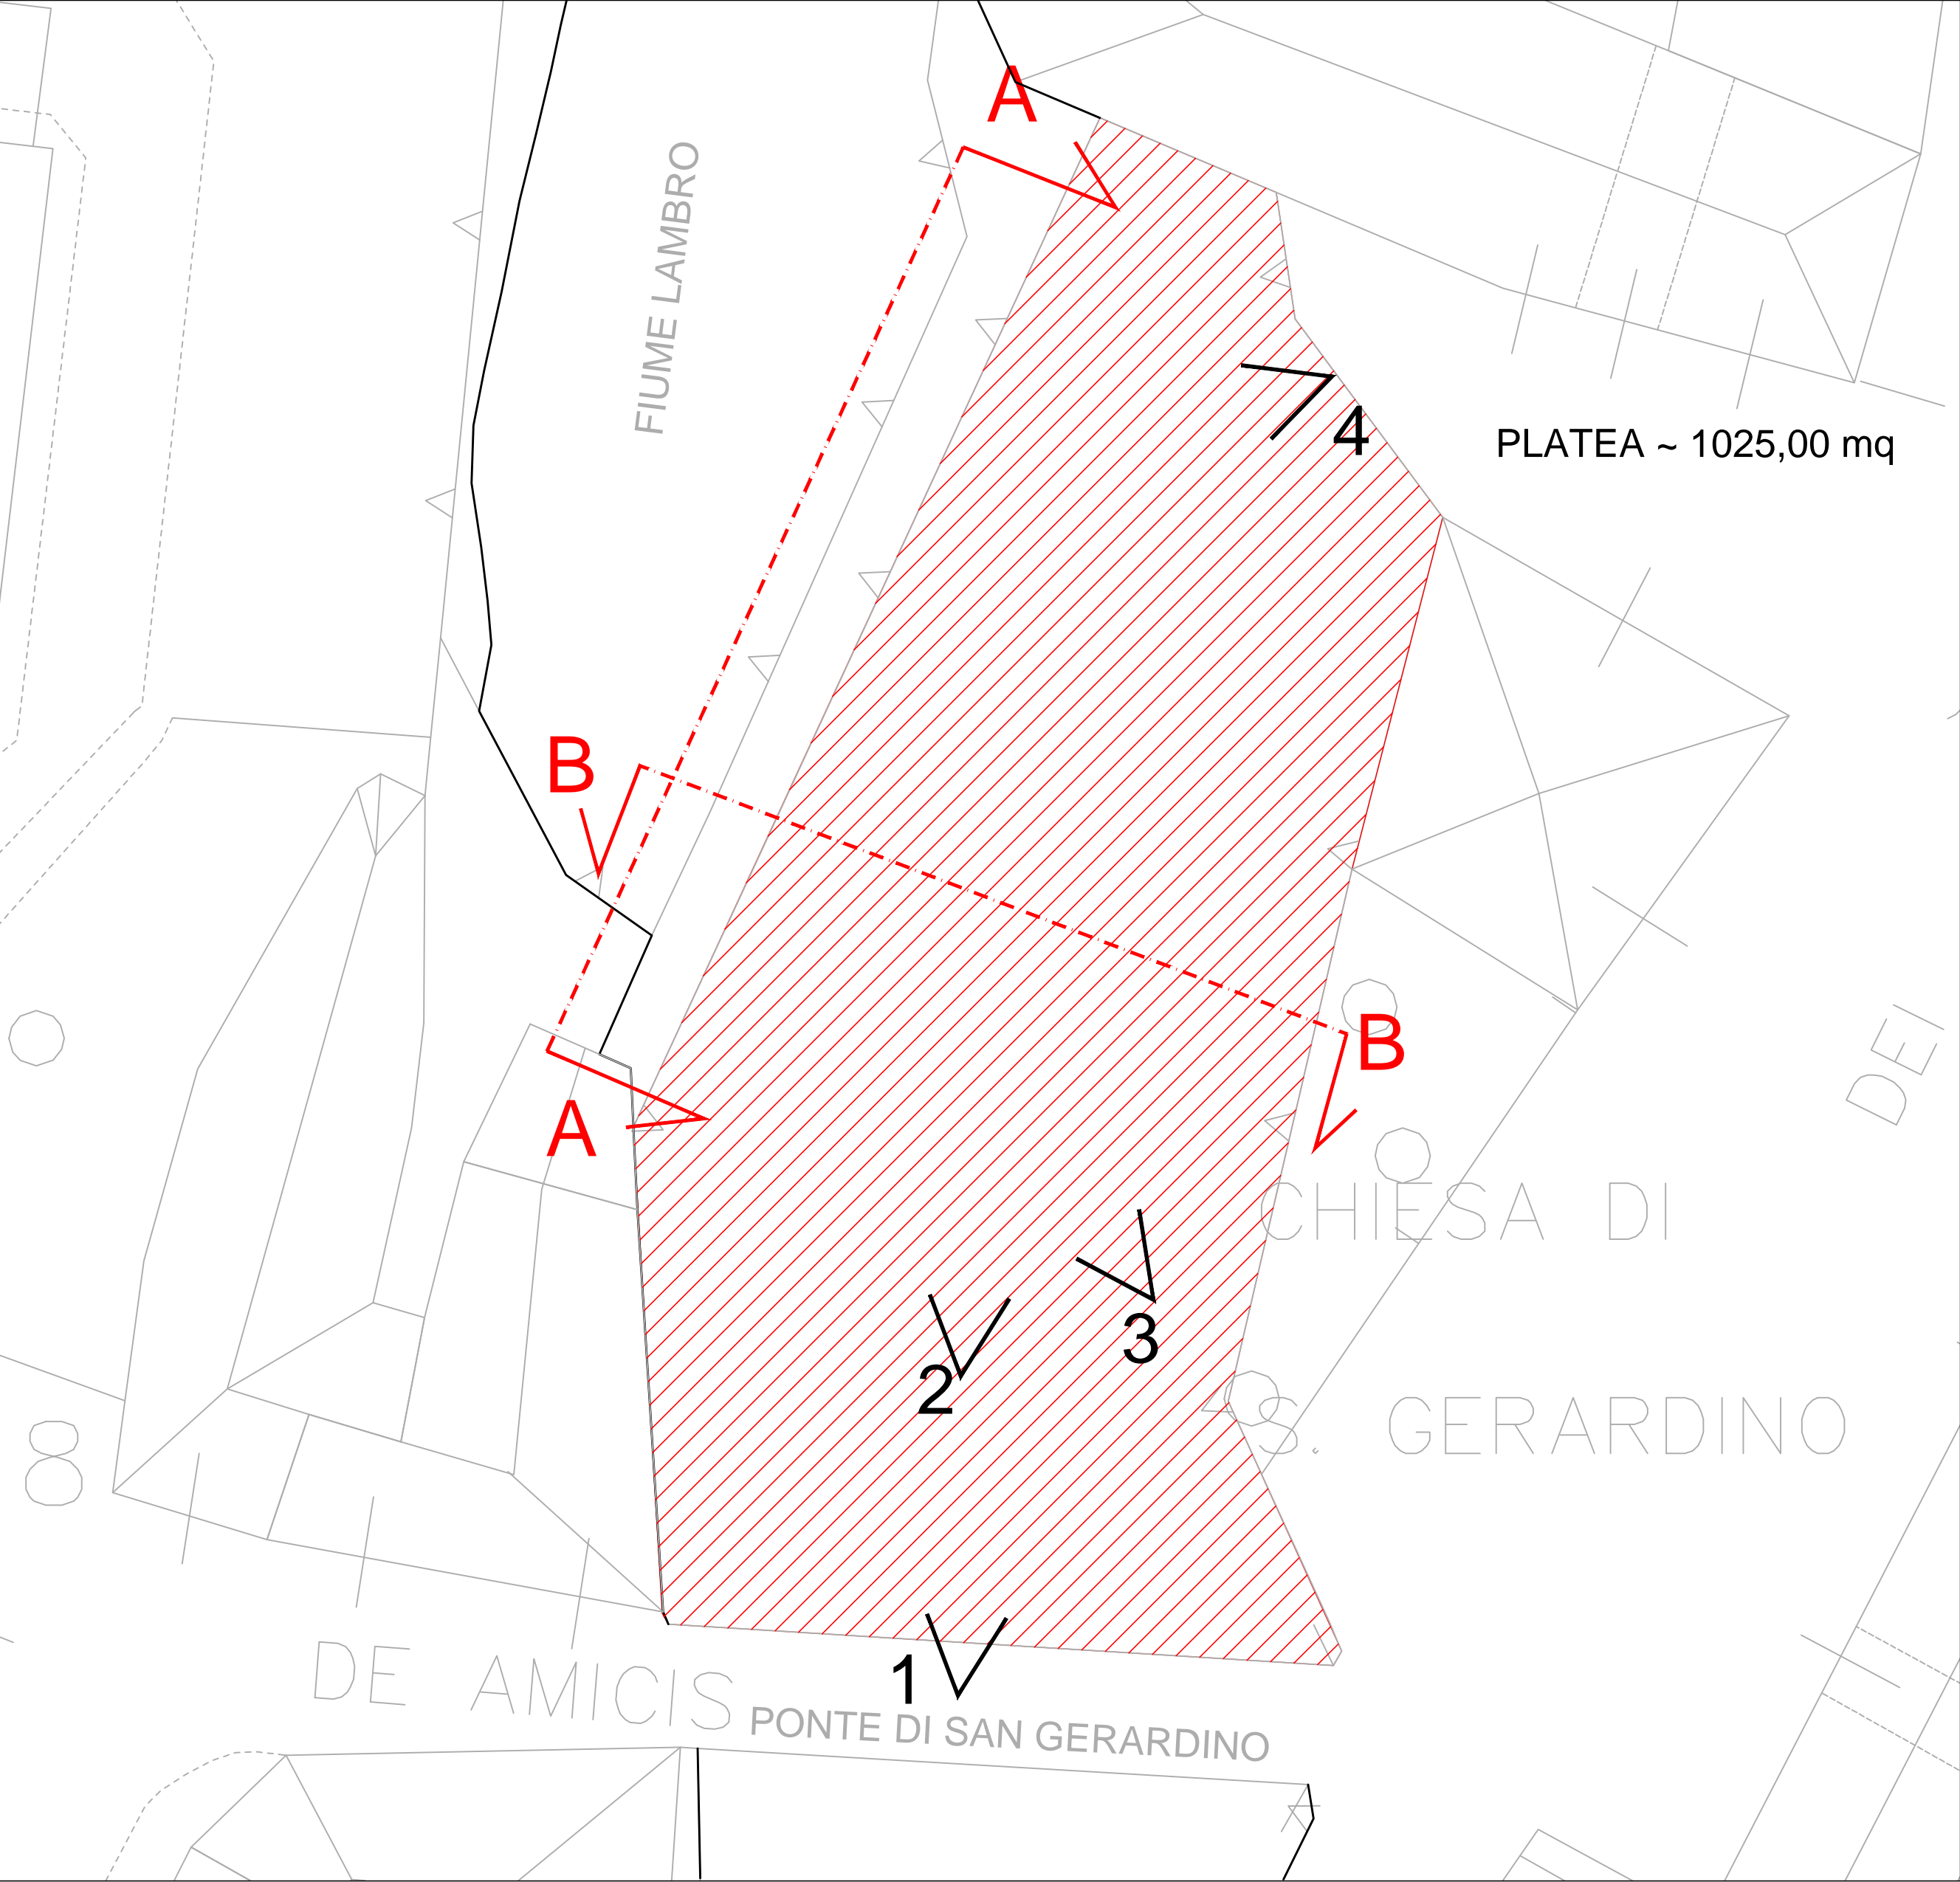 A
FIUME LAMBRO
4
PLATEA ~ 1025,00 mq
B
B
A
DE
CHIESA DI
3
2
S. GERARDINO
8
1
DE AMICIS
PONTE DI SAN GERARDINO